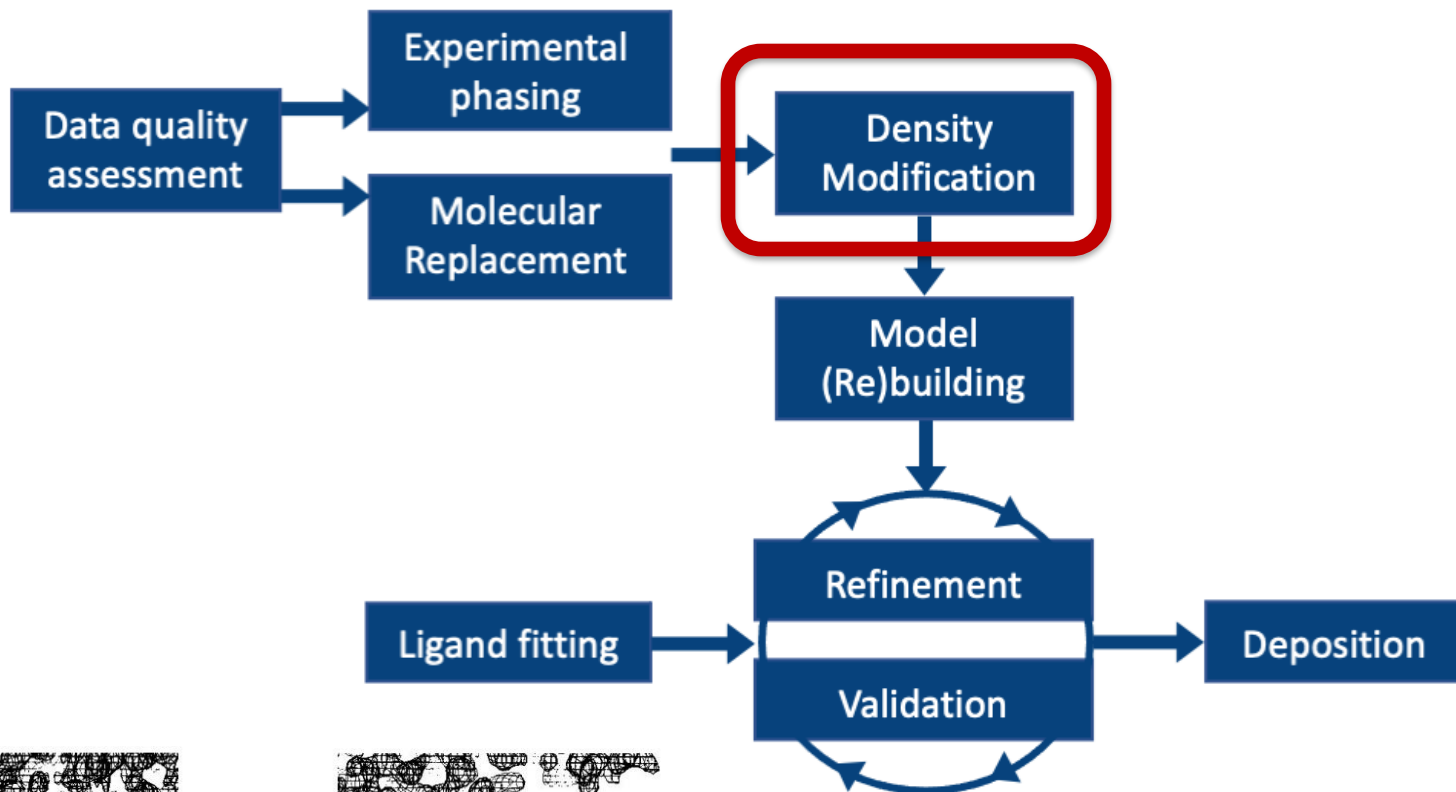 Data quality
assessment
Experimental
phasing
Molecular
Replacement
Density
Modification
Model
(Re)building
Refinement
Validation
Ligand fitting
Deposition